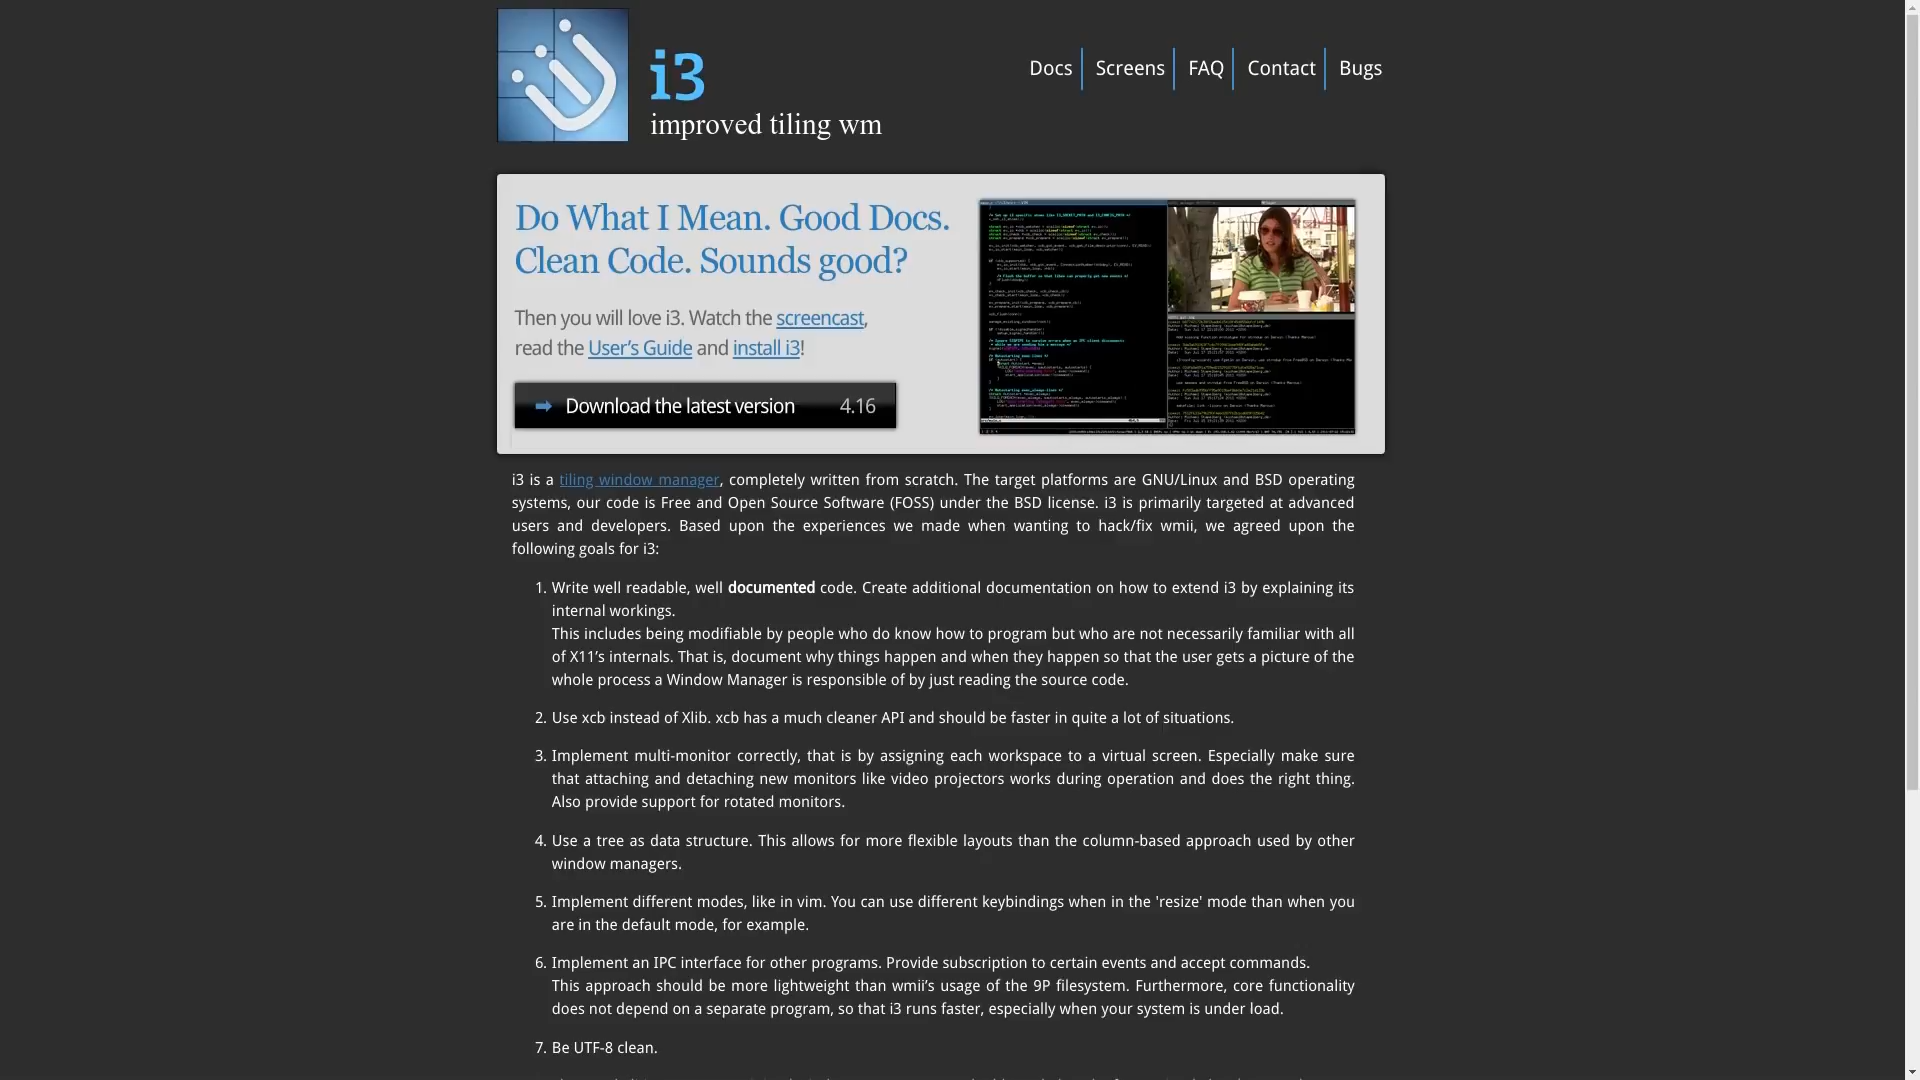 i3
improved tiling wm
Docs
Screens
FAQ
Contact
Bugs
Do What I Mean. Good Docs.
Clean Code. Sounds good?
Then you will love i3. Watch the screencast,
read the User’s Guide and install i3!
Download the latest version 4.16
i3 is a tiling window manager, completely written from scratch. The target platforms are GNU/Linux and BSD operating
systems, our code is Free and Open Source Software (FOSS) under the BSD license. i3 is primarily targeted at advanced
users and developers. Based upon the experiences we made when wanting to hack/fix wmii, we agreed upon the
following goals for i3:
1. Write well readable, well documented code. Create additional documentation on how to extend i3 by explaining its
internal workings.
This includes being modifiable by people who do know how to program but who are not necessarily familiar with all
of X11’s internals. That is, document why things happen and when they happen so that the user gets a picture of the
whole process a Window Manager is responsible of by just reading the source code.
2. Use xcb instead of Xlib. xcb has a much cleaner API and should be faster in quite a lot of situations.
3. Implement multi-monitor correctly, that is by assigning each workspace to a virtual screen. Especially make sure
that attaching and detaching new monitors like video projectors works during operation and does the right thing.
Also provide support for rotated monitors.
4. Use a tree as data structure. This allows for more flexible layouts than the column-based approach used by other
window managers.
5. Implement different modes, like in vim. You can use different keybindings when in the 'resize' mode than when you
are in the default mode, for example.
6. Implement an IPC interface for other programs. Provide subscription to certain events and accept commands.
This approach should be more lightweight than wmii’s usage of the 9P filesystem. Furthermore, core functionality
does not depend on a separate program, so that i3 runs faster, especially when your system is under load.
7. Be UTF-8 clean.